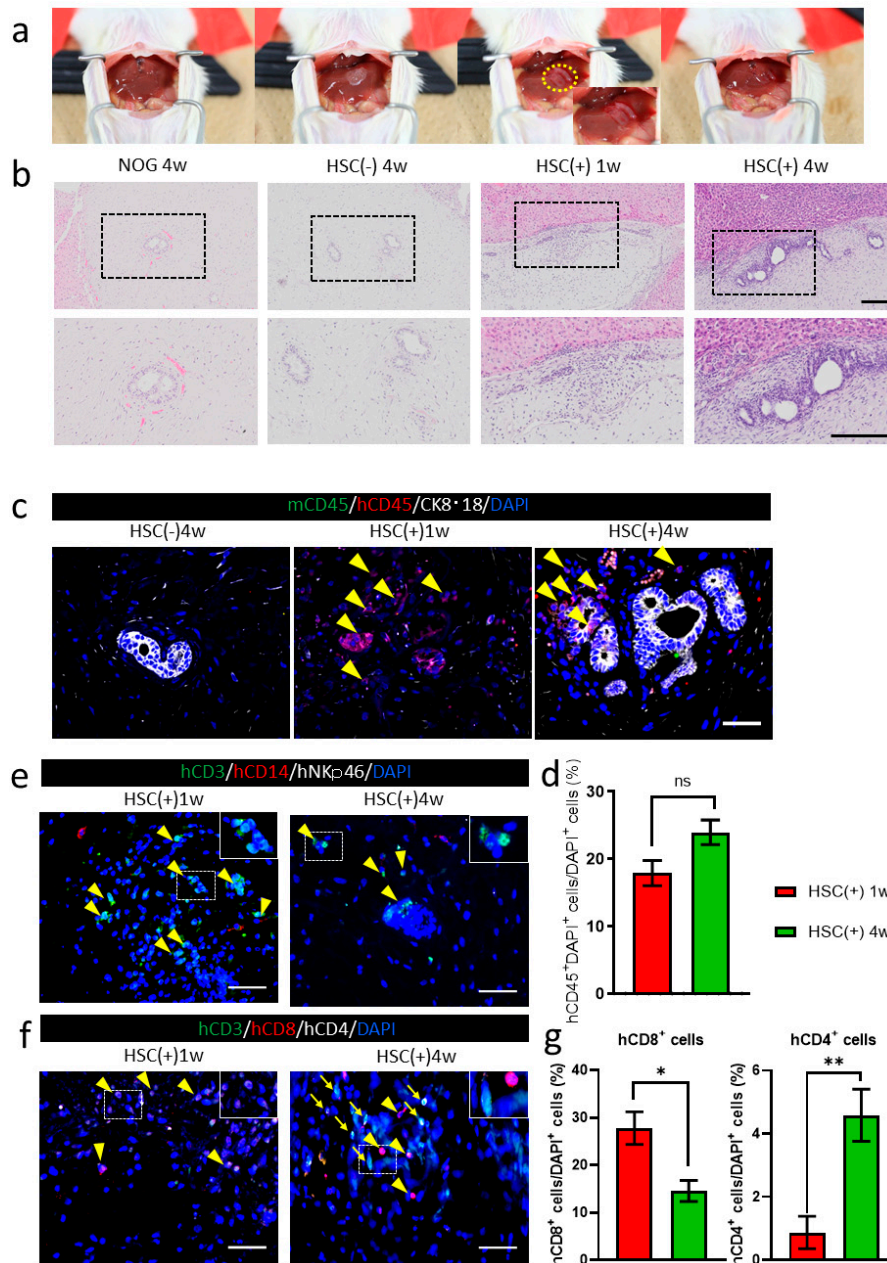 a
b
NOG 4w
HSC(-) 4w
HSC(+) 1w
HSC(+) 4w
c
mCD45/hCD45/CK8・18/DAPI
HSC(-)4w
HSC(+)1w
HSC(+)4w
e
hCD3/hCD14/hNKp46/DAPI
HSC(+)1w
HSC(+)4w
d
hCD45⁺DAPI⁺ cells/DAPI⁺ cells (%)
30
20
10
0
ns
HSC(+) 1w
HSC(+) 4w
f
hCD3/hCD8/hCD4/DAPI
HSC(+)1w
HSC(+)4w
g
hCD8⁺ cells
hCD8⁺ cells/DAPI⁺ cells (%)
40
30
20
10
0
*
hCD4⁺ cells
hCD4⁺ cells/DAPI⁺ cells (%)
6
4
2
0
**